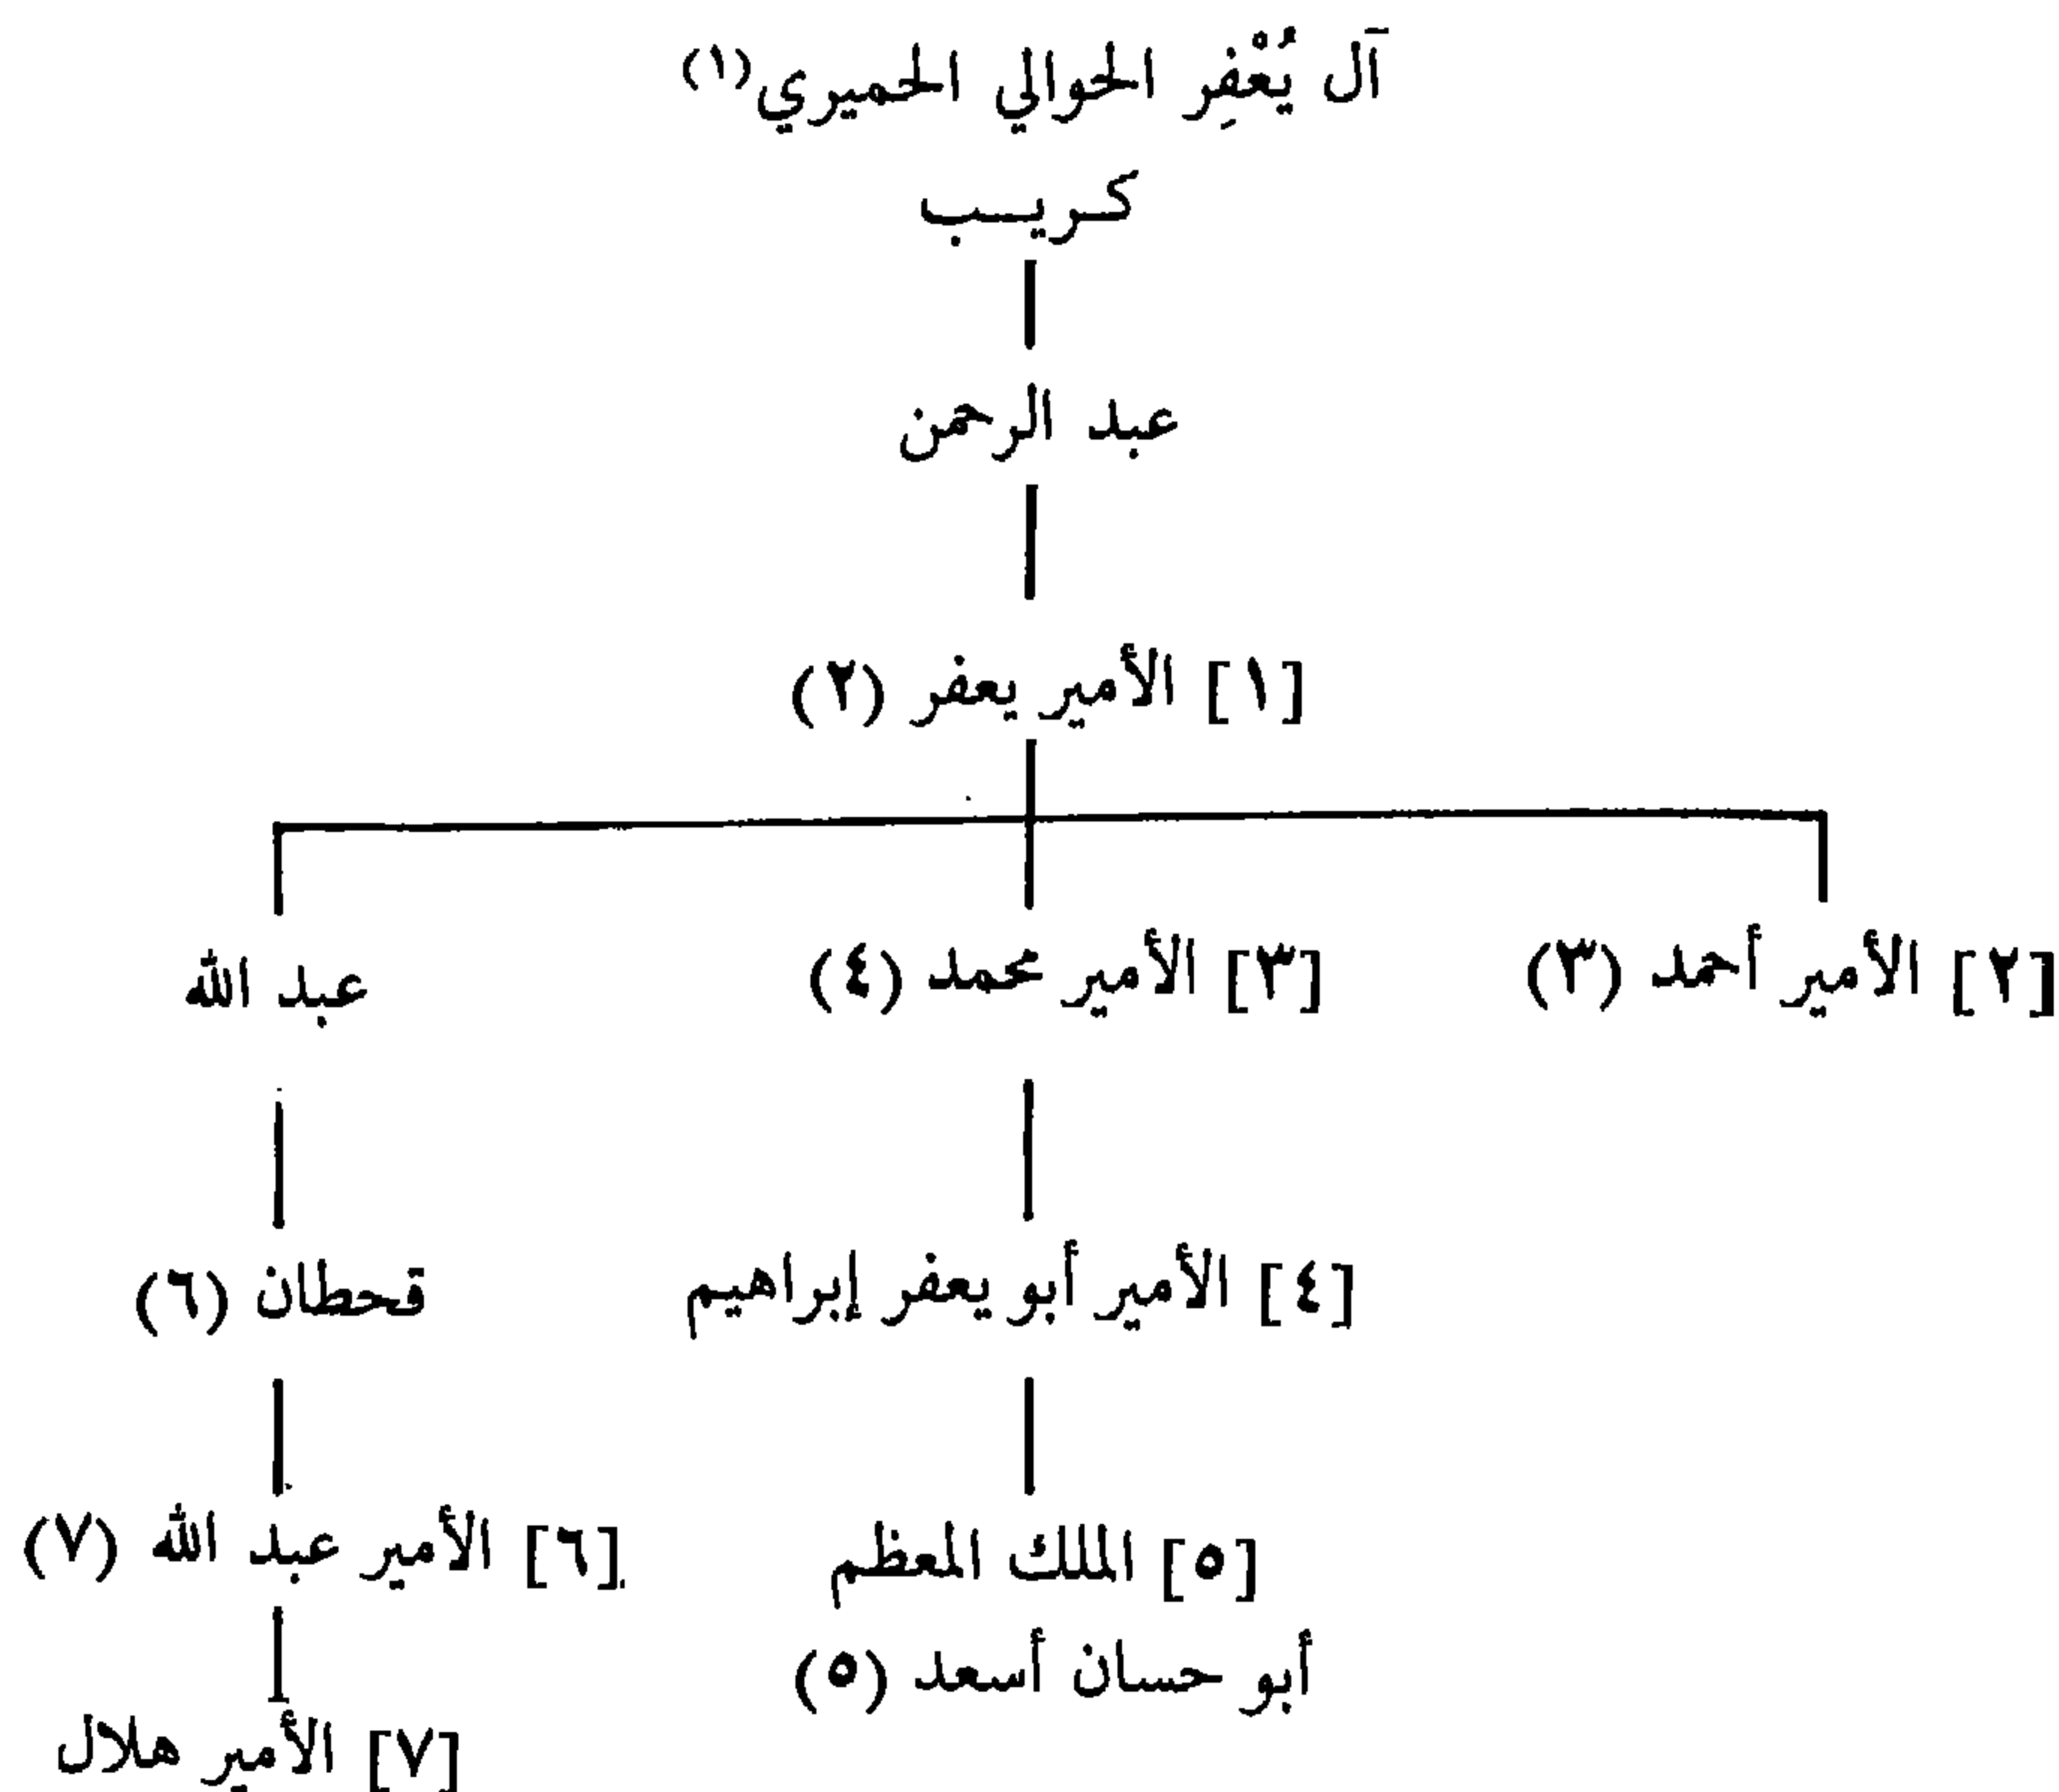 آل يُعْفِر الحوالي الحميري(١)
كريب
عبد الرحمن
[١] الأمير يعفر (٢)
[٢] الأمير أحمد (٣)
[٣] الأمير محمد (٤)
عبد الله
[٤] الأمير أبو يعفر إبراهيم
قحطان (٦)
[٥] الملك المعظم
أبو حسان أسعد (٥)
[٦] الأمير عبد الله (٧)
[٧] الأمير هلال